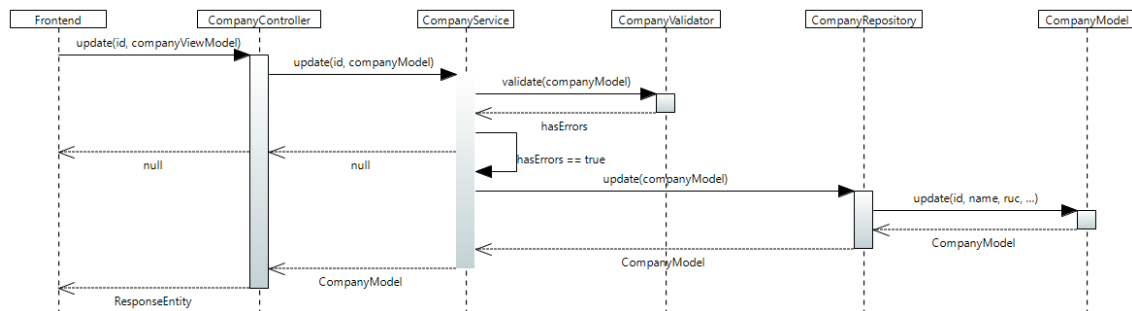 Frontend
CompanyController
CompanyService
CompanyValidator
CompanyRepository
CompanyModel
update(id, companyViewModel)
update(id, companyModel)
validate(companyModel)
hasErrors
null
null
hasErrors == true
update(companyModel)
update(id, name, ruc, ...)
CompanyModel
CompanyModel
CompanyModel
ResponseEntity